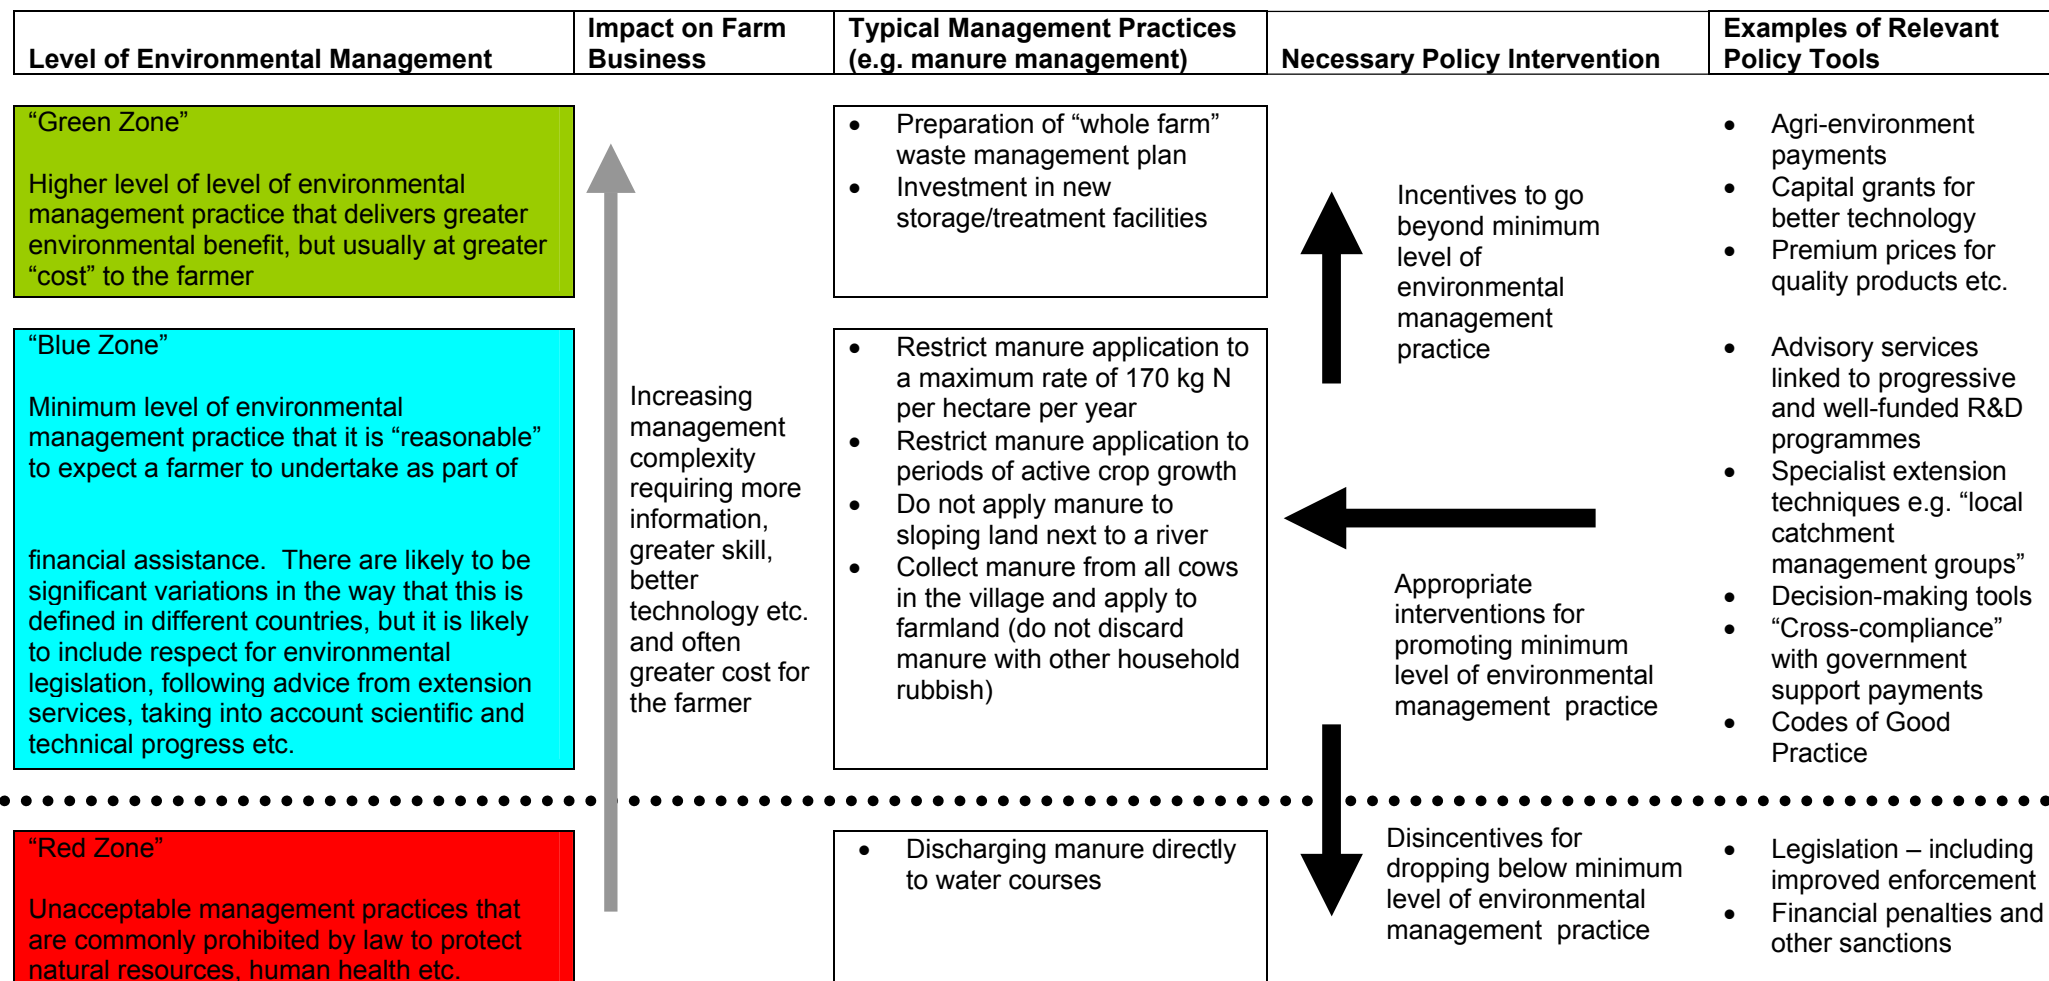 Level of Environmental Management
Impact on Farm
Business
Typical Management Practices
(e.g. manure management)
Necessary Policy Intervention
Examples of Relevant
Policy Tools
“Green Zone”
Higher level of level of environmental
management practice that delivers greater
environmental benefit, but usually at greater
“cost” to the farmer
“Blue Zone”
Minimum level of environmental
management practice that it is “reasonable”
to expect a farmer to undertake as part of
financial assistance.  There are likely to be
significant variations in the way that this is
defined in different countries, but it is likely
to include respect for environmental
legislation, following advice from extension
services, taking into account scientific and
technical progress etc.
“Red Zone”
Unacceptable management practices that
are commonly prohibited by law to protect
natural resources, human health etc.
Increasing
management
complexity
requiring more
information,
greater skill,
better
technology etc.
and often
greater cost for
the farmer
• Preparation of “whole farm”
waste management plan
• Investment in new
storage/treatment facilities
• Restrict manure application to
a maximum rate of 170 kg N
per hectare per year
• Restrict manure application to
periods of active crop growth
• Do not apply manure to
sloping land next to a river
• Collect manure from all cows
in the village and apply to
farmland (do not discard
manure with other household
rubbish)
• Discharging manure directly
to water courses
Incentives to go
beyond minimum
level of
environmental
management
practice
Appropriate
interventions for
promoting minimum
level of environmental
management  practice
Disincentives for
dropping below minimum
level of environmental
management  practice
• Agri-environment
payments
• Capital grants for
better technology
• Premium prices for
quality products etc.
• Advisory services
linked to progressive
and well-funded R&D
programmes
• Specialist extension
techniques e.g. “local
catchment
management groups”
• Decision-making tools
• “Cross-compliance”
with government
support payments
• Codes of Good
Practice
• Legislation – including
improved enforcement
• Financial penalties and
other sanctions